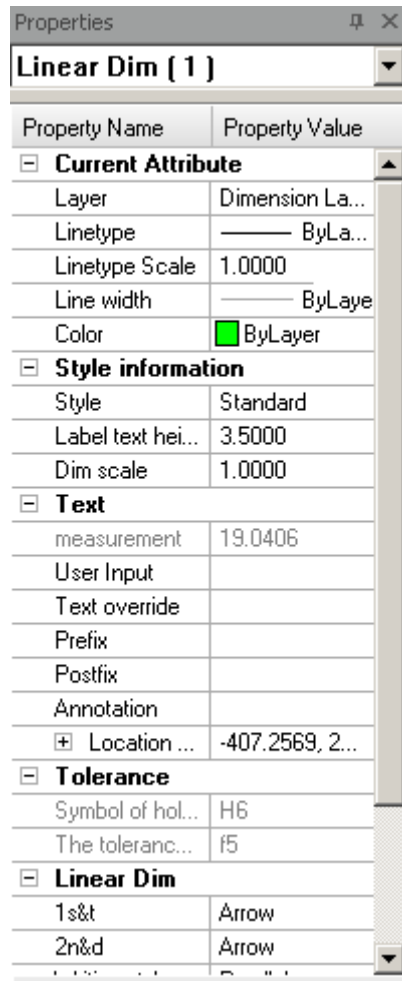 Properties
Linear Dim ( 1 )
Property Name Property Value
Current Attribute
Layer Dimension La...
Linetype ByLa...
Linetype Scale 1.0000
Line width ByLaye
Color ByLayer
Style information
Style Standard
Label text hei... 3.5000
Dim scale 1.0000
Text
measurement 19.0406
User Input
Text override
Prefix
Postfix
Annotation
Location ... -407.2569, 2...
Tolerance
Symbol of hol... H6
The toleranc... f5
Linear Dim
1s&t Arrow
2n&d Arrow